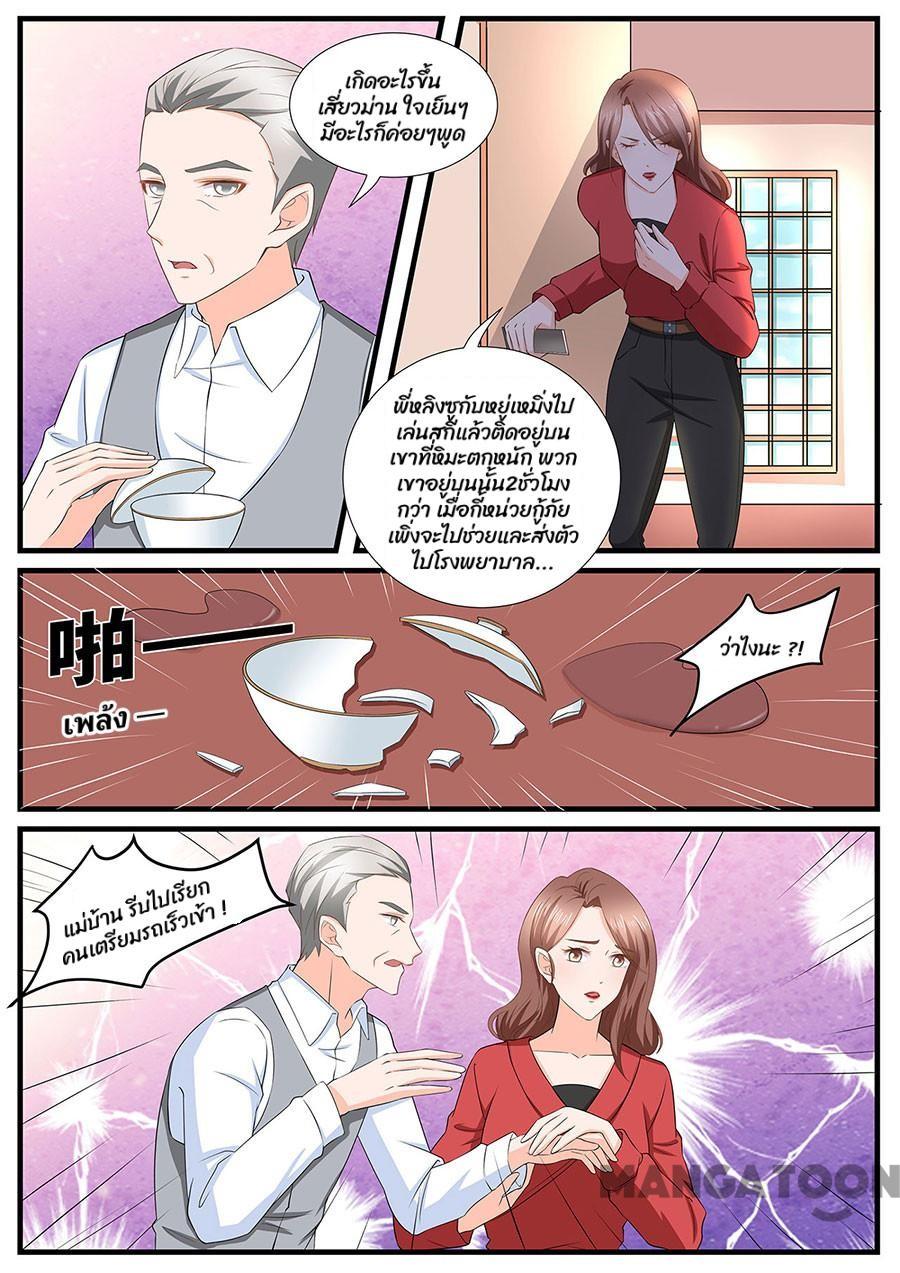 เกิดอะไรขึ้น
เสี่ยวม่าน ใจเย็นๆ
มีอะไรก็ค่อยๆพูด
พี่หลิงซูกับหยู่เหมิ่งไป
เล่นสกีแล้วติดอยู่บน
เขาที่หิมะตกหนัก พวก
เขาอยู่บนนั้น2ชั่วโมง
กว่า เมื่อกี้หน่วยกู้ภัย
เพิ่งจะไปช่วยและส่งตัว
ไปโรงพยาบาล...
啪——
เพล้ง —
ว่าไงนะ ?!
แม่บ้าน รีบไปเรียก
คนเตรียมรถเร็วเข้า !
MANGATOON